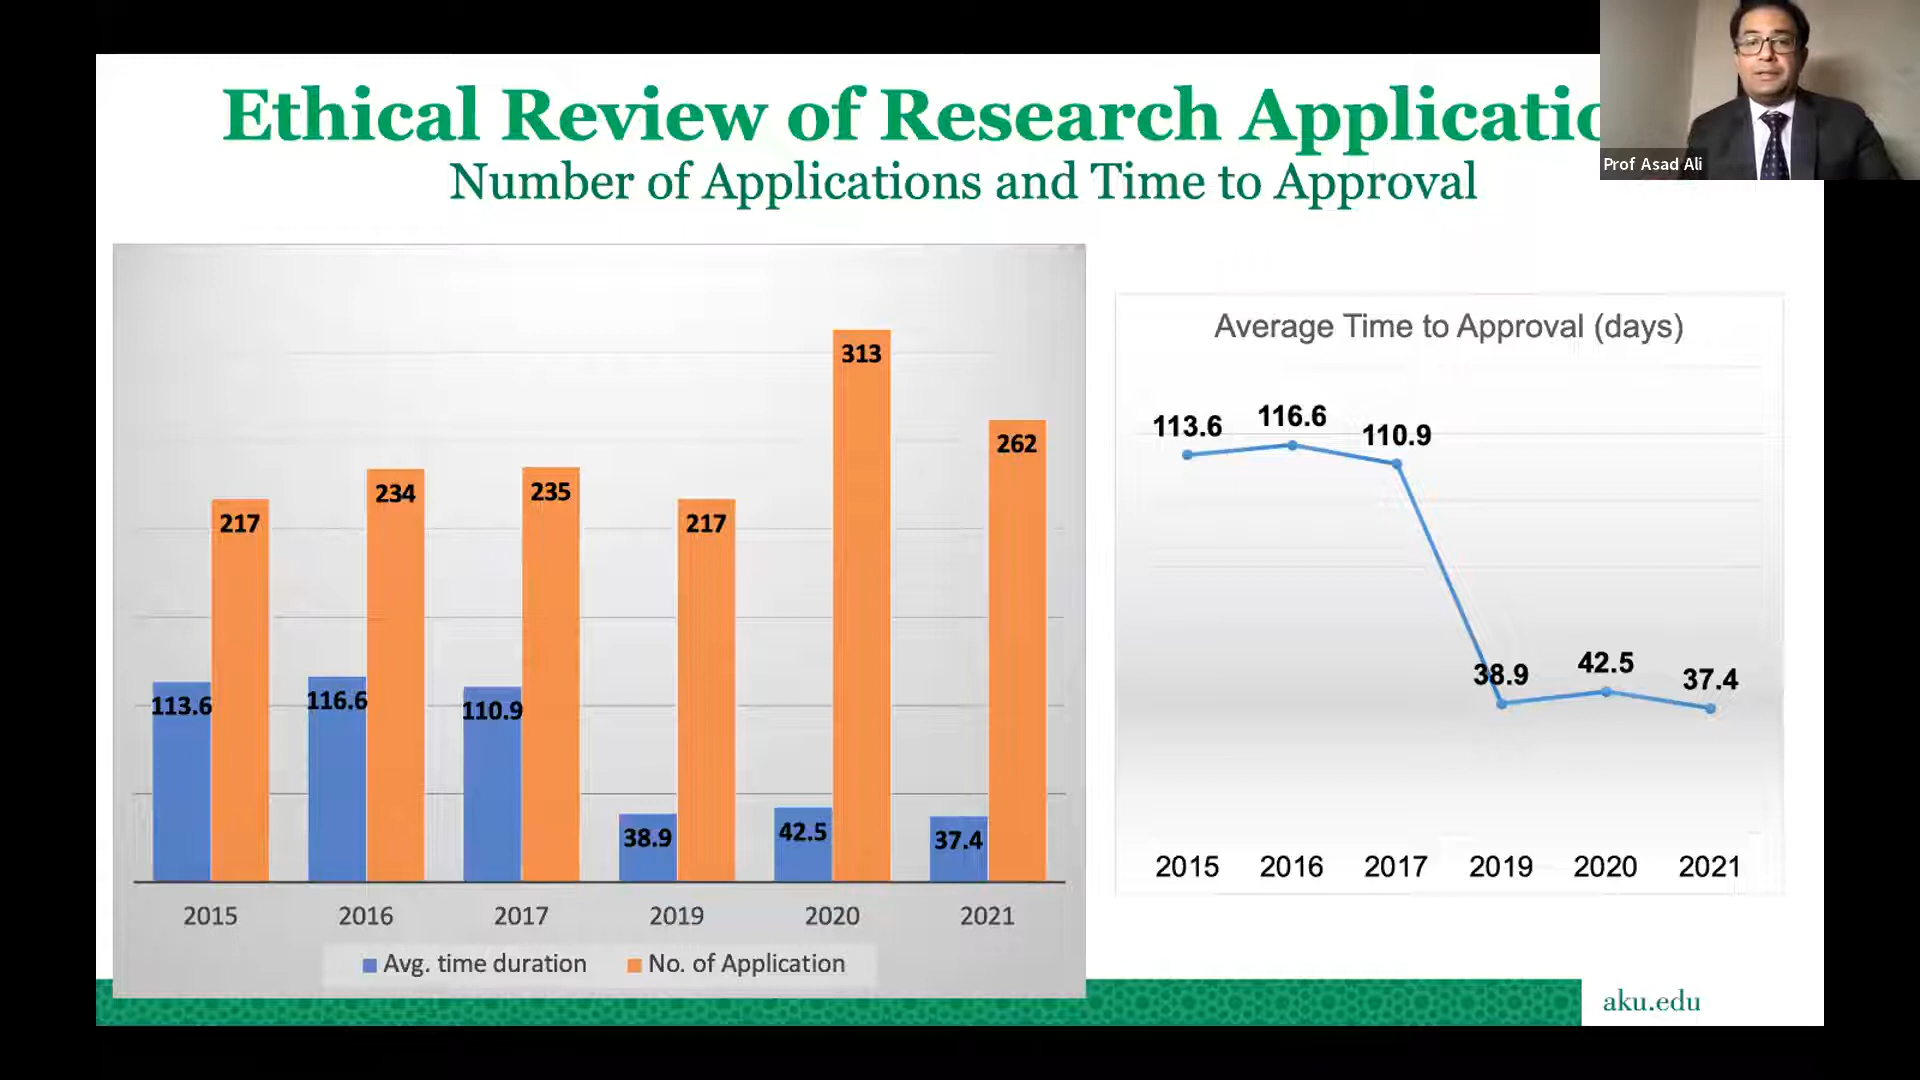 Ethical Review of Research Applicatio
Number of Applications and Time to Approval
Prof Asad Ali
313
262
234
235
217
217
113.6
116.6
110.9
38.9
42.5
37.4
2015 2016 2017 2019 2020 2021
Avg. time duration No. of Application
Average Time to Approval (days)
113.6 116.6 110.9
38.9 42.5 37.4
2015 2016 2017 2019 2020 2021
aku.edu